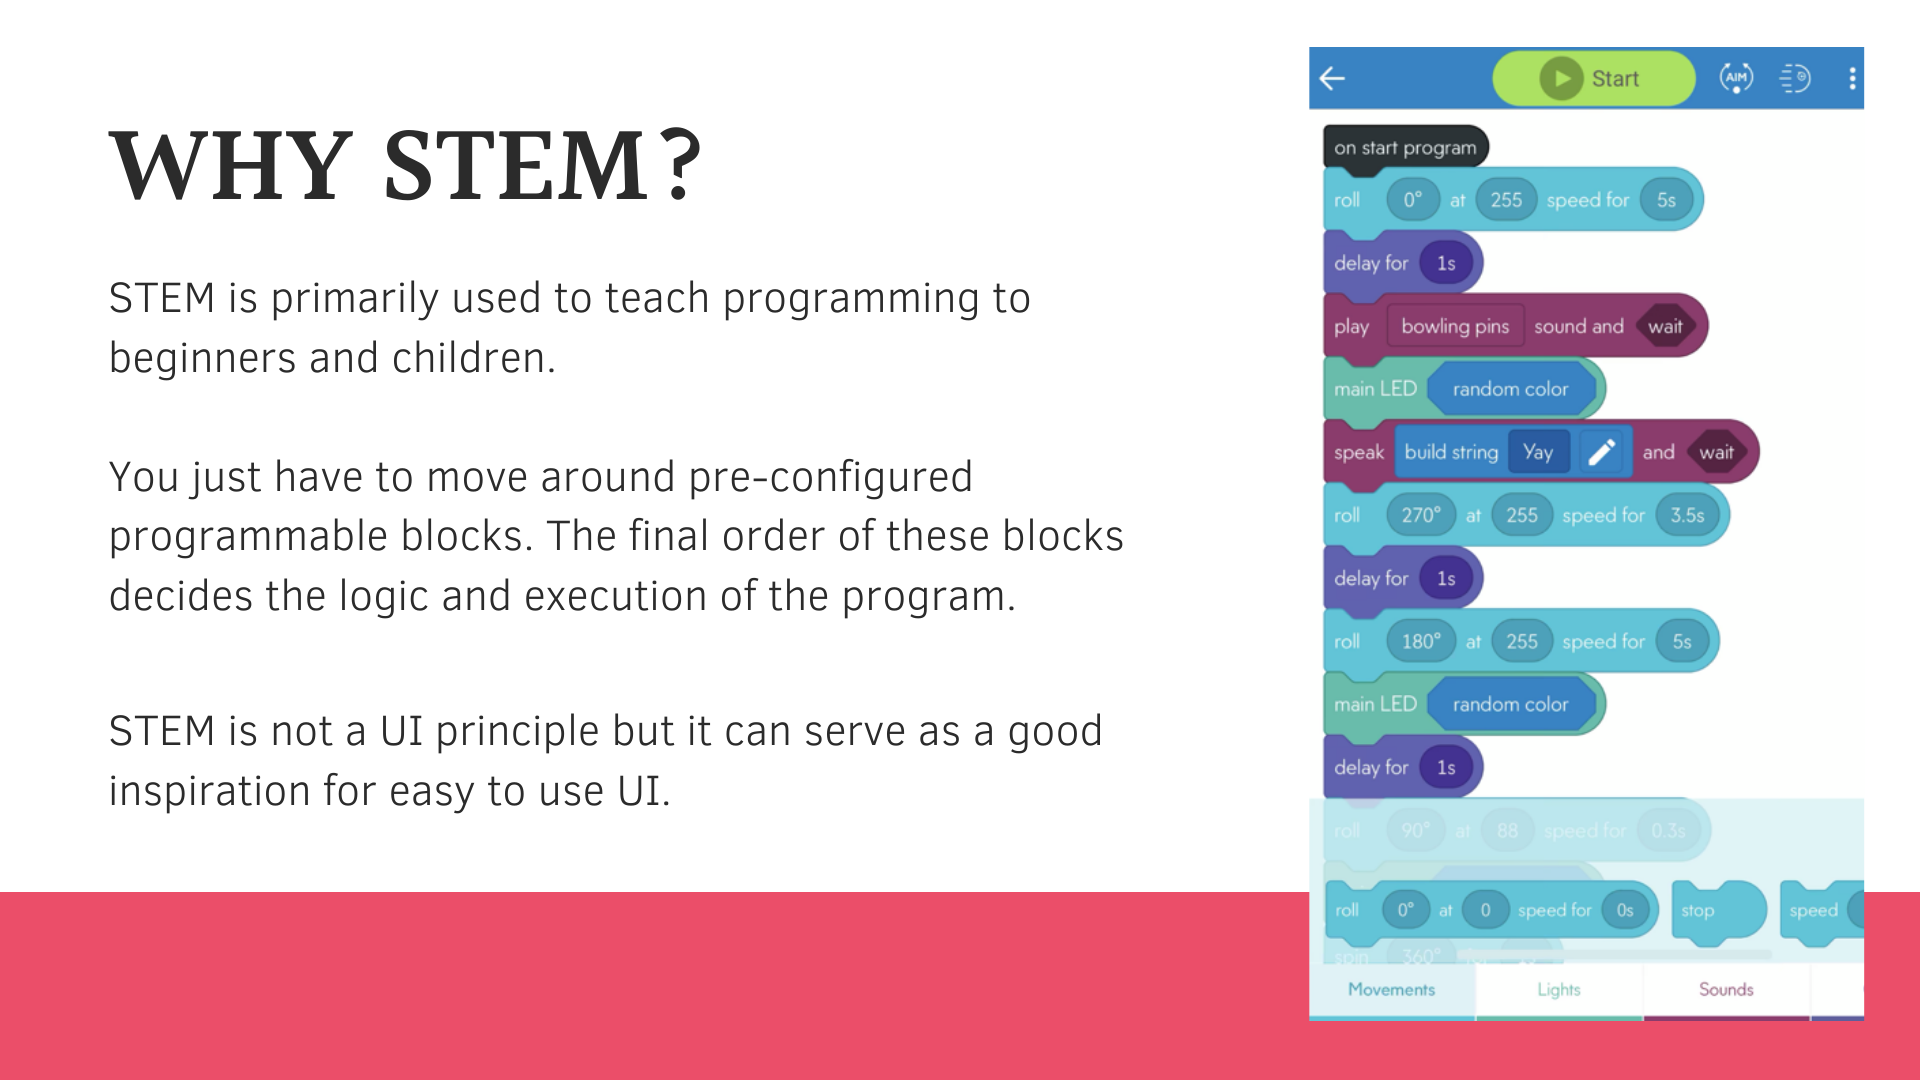 WHY STEM?
STEM is primarily used to teach programming to
beginners and children.
You just have to move around pre-configured
programmable blocks. The final order of these blocks
decides the logic and execution of the program.
STEM is not a UI principle but it can serve as a good
inspiration for easy to use UI.
Start
AIM
on start program
roll 0° at 255 speed for 5s
delay for 1s
play bowling pins sound and wait
main LED random color
speak build string Yay and wait
roll 270° at 255 speed for 3.5s
delay for 1s
roll 180° at 255 speed for 5s
main LED random color
delay for 1s
roll 90° at 88 speed for 0.3s
roll 0° at 0 speed for 0s stop speed
spin 360°
Movements Lights Sounds